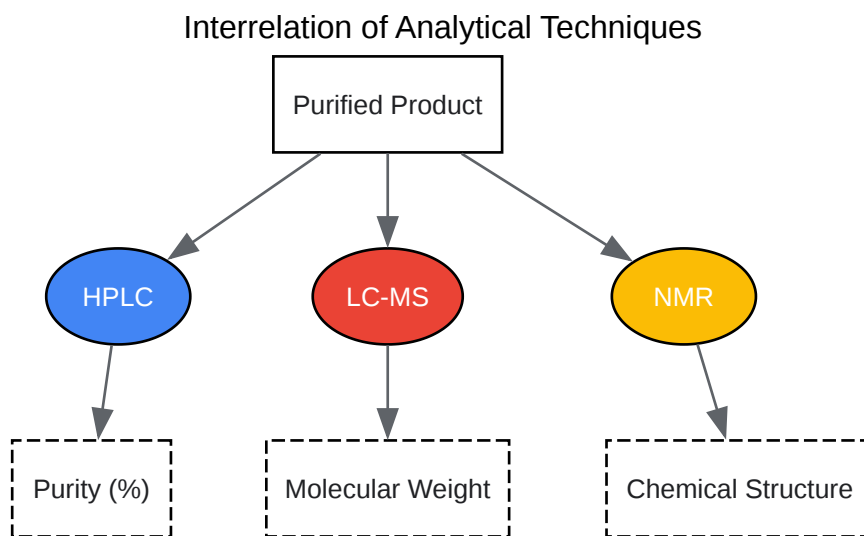 Interrelation of Analytical Techniques
Purified Product
HPLC
LC-MS
NMR
Purity (%)
Molecular Weight
Chemical Structure